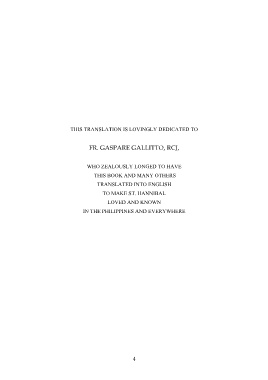 THIS TRANSLATION IS LOVINGLY DEDICATED TO
FR. GASPARE GALLITTO, RCJ,
WHO ZEALOUSLY LONGED TO HAVE
THIS BOOK AND MANY OTHERS
TRANSLATED INTO ENGLISH
TO MAKE ST. HANNIBAL
LOVED AND KNOWN
IN THE PHILIPPINES AND EVERYWHERE
4